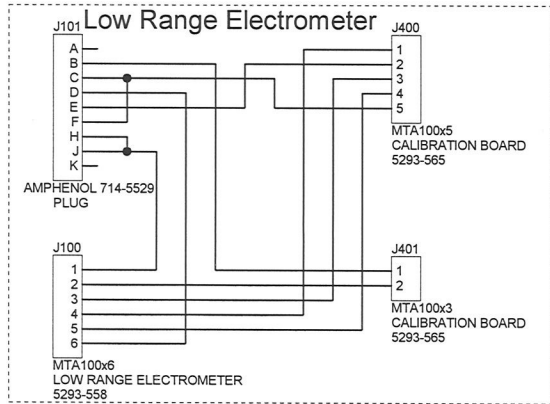 Low Range Electrometer
J101
A
B
C
D
E
F
H
J
K
AMPHENOL 714-5529
PLUG
J400
1
2
3
4
5
MTA100x5
CALIBRATION BOARD
5293-565
J100
1
2
3
4
5
6
MTA100x6
LOW RANGE ELECTROMETER
5293-558
J401
1
2
MTA100x3
CALIBRATION BOARD
5293-565